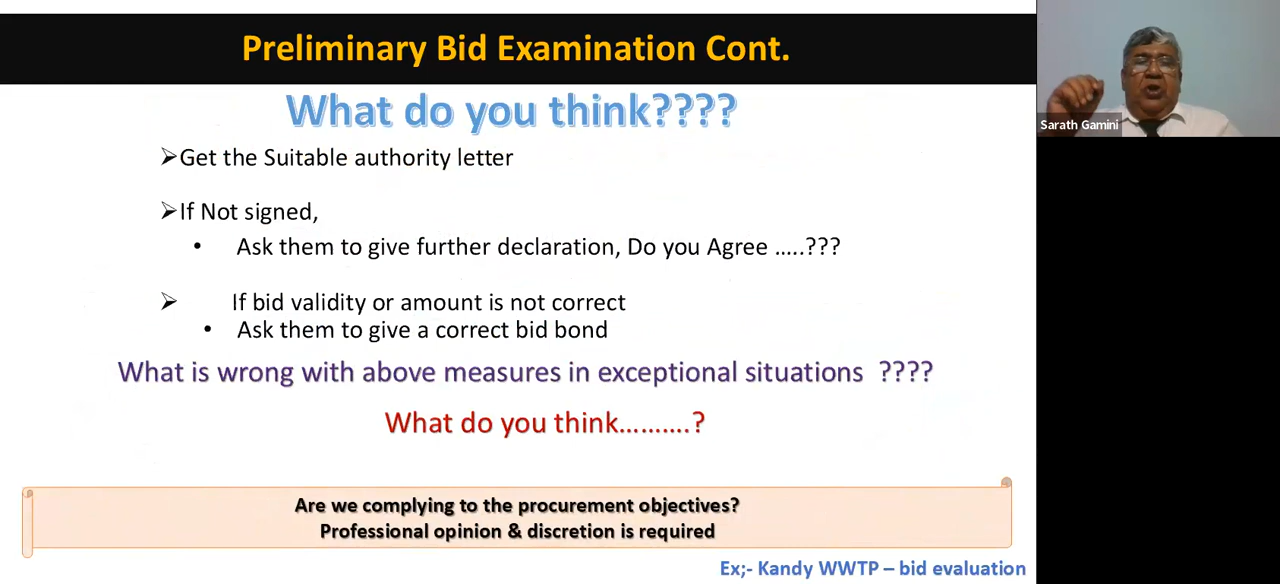 Preliminary Bid Examination Cont.
What do you think????
Sarath Gamini
➢Get the Suitable authority letter
➢If Not signed,
• Ask them to give further declaration, Do you Agree …..???
➢ If bid validity or amount is not correct
• Ask them to give a correct bid bond
What is wrong with above measures in exceptional situations ????
What do you think……….?
Are we complying to the procurement objectives?
Professional opinion & discretion is required
Ex;- Kandy WWTP – bid evaluation